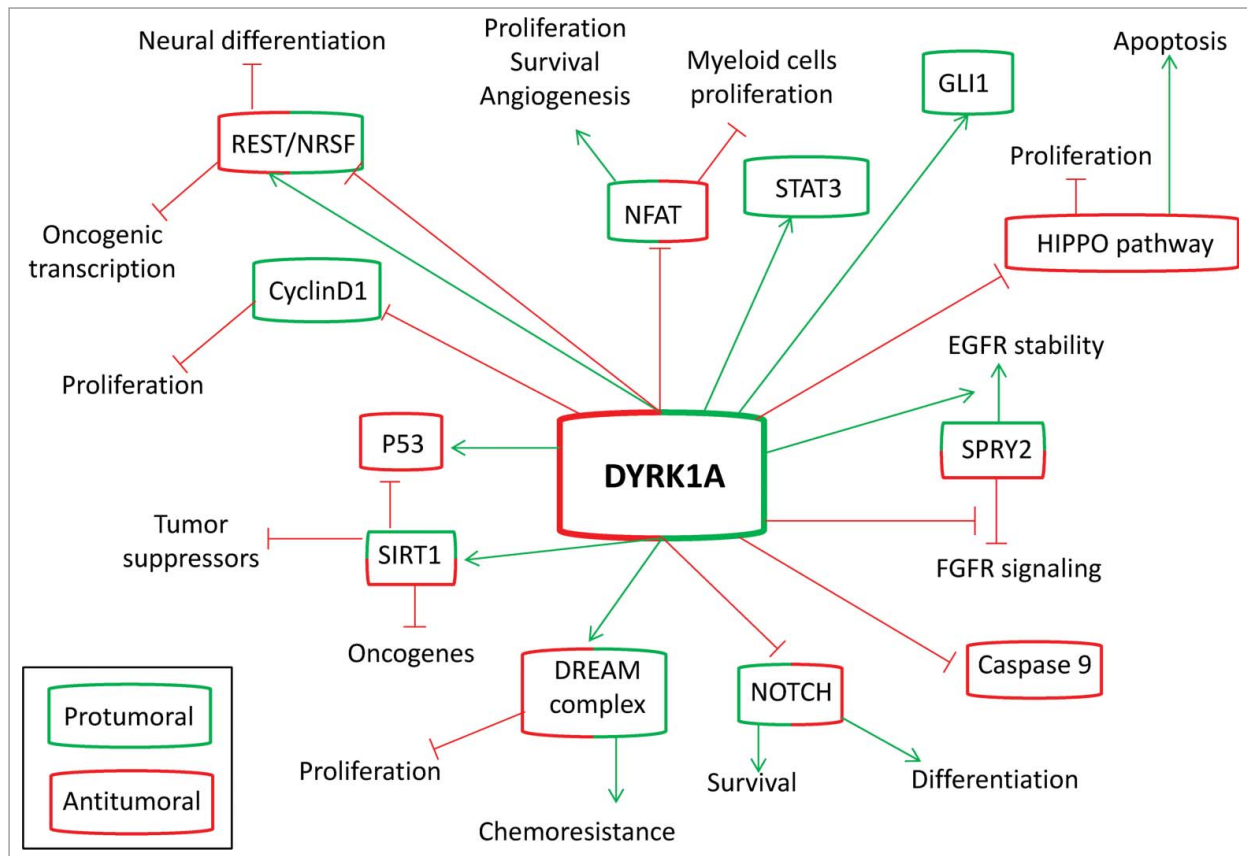 Neural differentiation
Proliferation
Survival
Angiogenesis
Myeloid cells
proliferation
GLI1
Apoptosis
REST/NRSF
NFAT
STAT3
Proliferation
HIPPO pathway
Oncogenic
transcription
CyclinD1
Proliferation
EGFR stability
P53
DYRK1A
SPRY2
Tumor
suppressors
SIRT1
FGFR signaling
Oncogenes
DREAM
complex
NOTCH
Caspase 9
Proliferation
Survival
Differentiation
Chemoresistance
Protumoral
Antitumoral